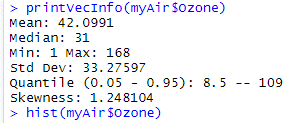 > printVecInfo(myAir$Ozone)
Mean: 42.0991
Median: 31
Min: 1 Max: 168
Std Dev: 33.27597
Quantile (0.05 - 0.95): 8.5 -- 109
Skewness: 1.248104
> hist(myAir$Ozone)